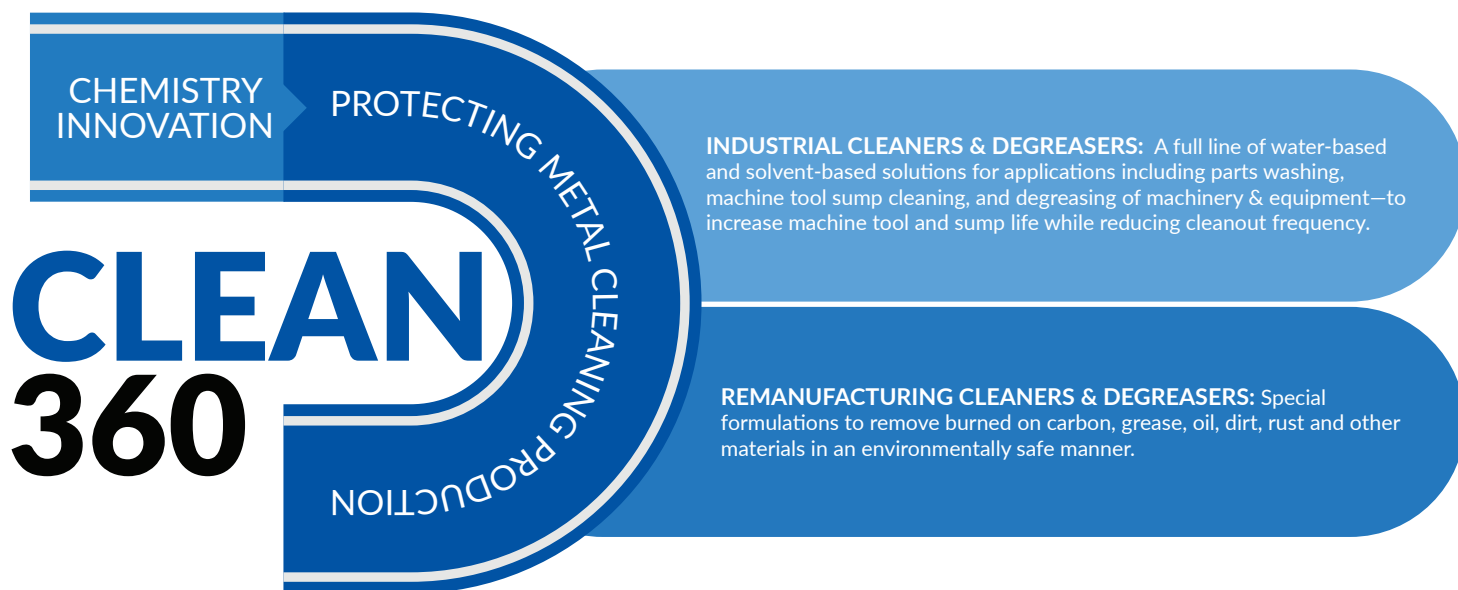 CHEMISTRY
INNOVATION
PROTECTING METAL CLEANING PRODUCTION
CLEAN
360
INDUSTRIAL CLEANERS & DEGREASERS: A full line of water-based
and solvent-based solutions for applications including parts washing,
machine tool sump cleaning, and degreasing of machinery & equipment—to
increase machine tool and sump life while reducing cleanout frequency.
REMANUFACTURING CLEANERS & DEGREASERS: Special
formulations to remove burned on carbon, grease, oil, dirt, rust and other
materials in an environmentally safe manner.